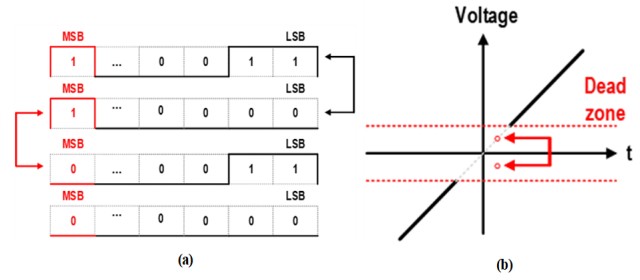 MSB LSB
1 ... 0 0 1 1
MSB LSB
1 ... 0 0 0 0
MSB LSB
0 ... 0 0 1 1
MSB LSB
0 ... 0 0 0 0
(a)
Voltage
Dead
zone
t
(b)